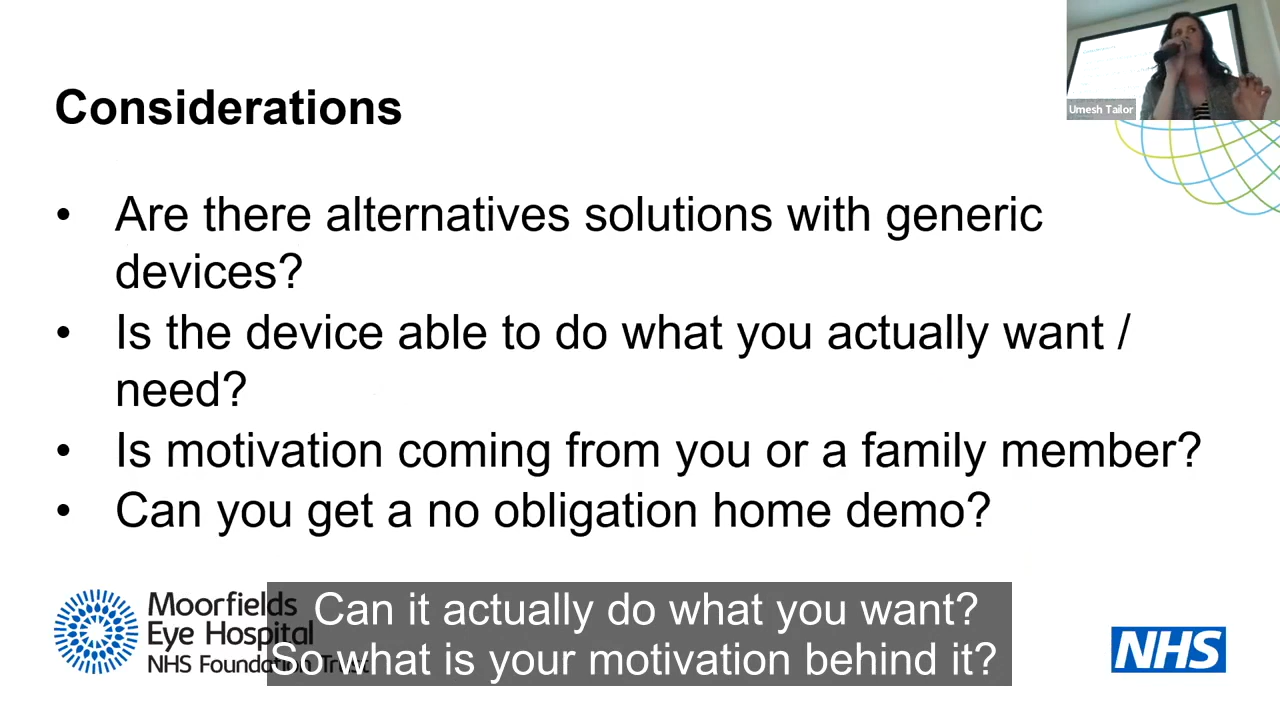 Umesh Tailor
Considerations
• Are there alternatives solutions with generic
devices?
• Is the device able to do what you actually want /
need?
• Is motivation coming from you or a family member?
• Can you get a no obligation home demo?
Moorfields
Eye Hospital
NHS Foundation Trust
Can it actually do what you want?
So what is your motivation behind it?
NHS